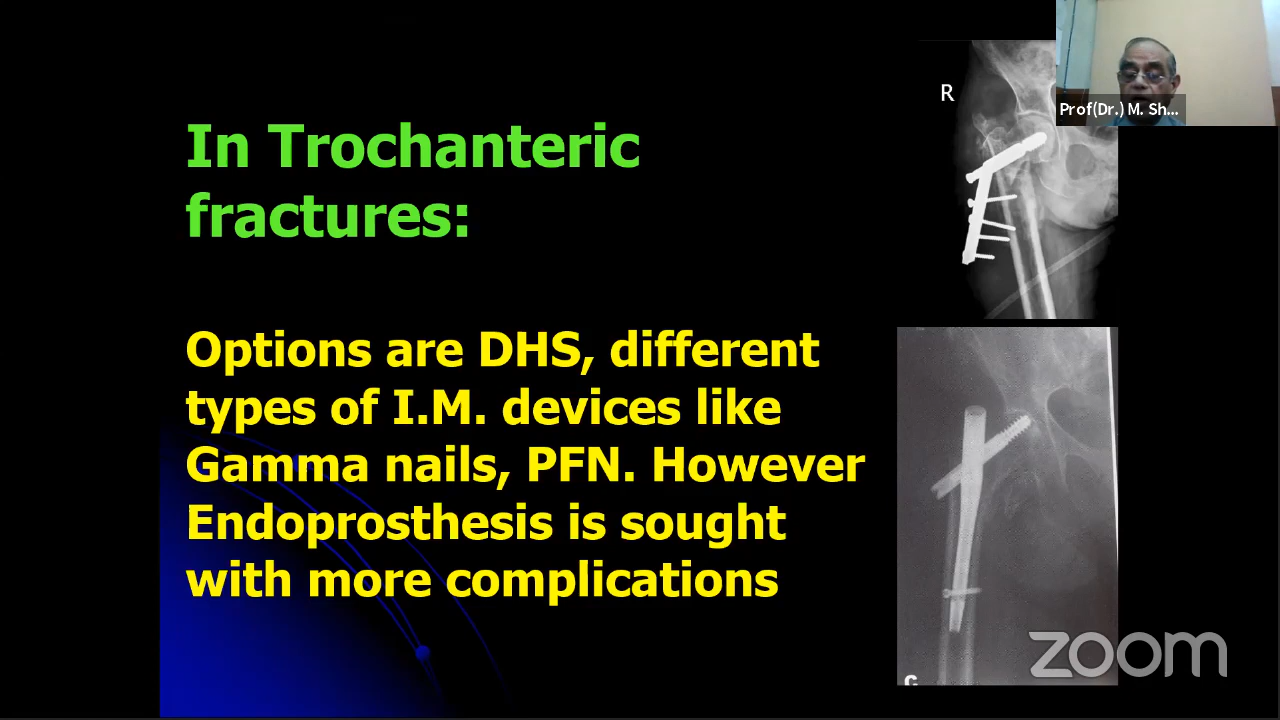 In Trochanteric
fractures:
Options are DHS, different
types of I.M. devices like
Gamma nails, PFN. However
Endoprosthesis is sought
with more complications
R
Prof(Dr.) M. Sh...
C
zoom